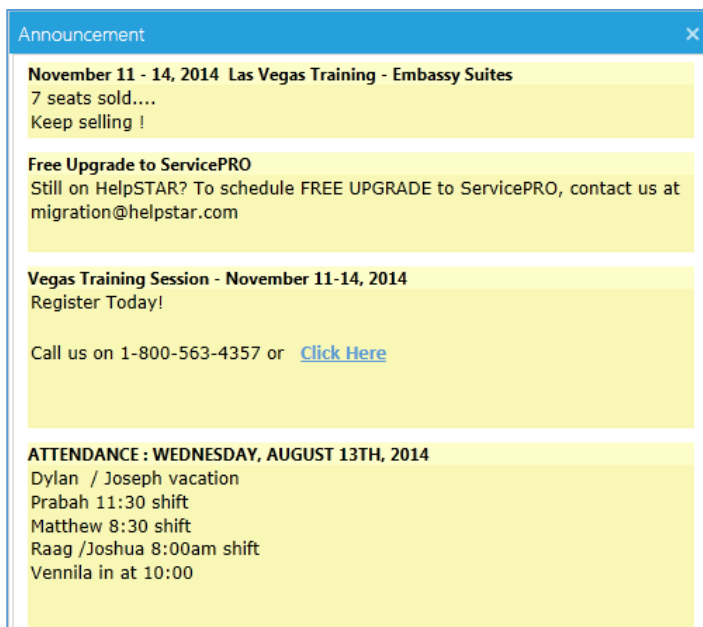 Announcement
November 11 - 14, 2014 Las Vegas Training - Embassy Suites
7 seats sold....
Keep selling !
Free Upgrade to ServicePRO
Still on HelpSTAR? To schedule FREE UPGRADE to ServicePRO, contact us at
migration@helpstar.com
Vegas Training Session - November 11-14, 2014
Register Today!
Call us on 1-800-563-4357 or Click Here
ATTENDANCE : WEDNESDAY, AUGUST 13TH, 2014
Dylan / Joseph vacation
Prabah 11:30 shift
Matthew 8:30 shift
Raag /Joshua 8:00am shift
Vennila in at 10:00